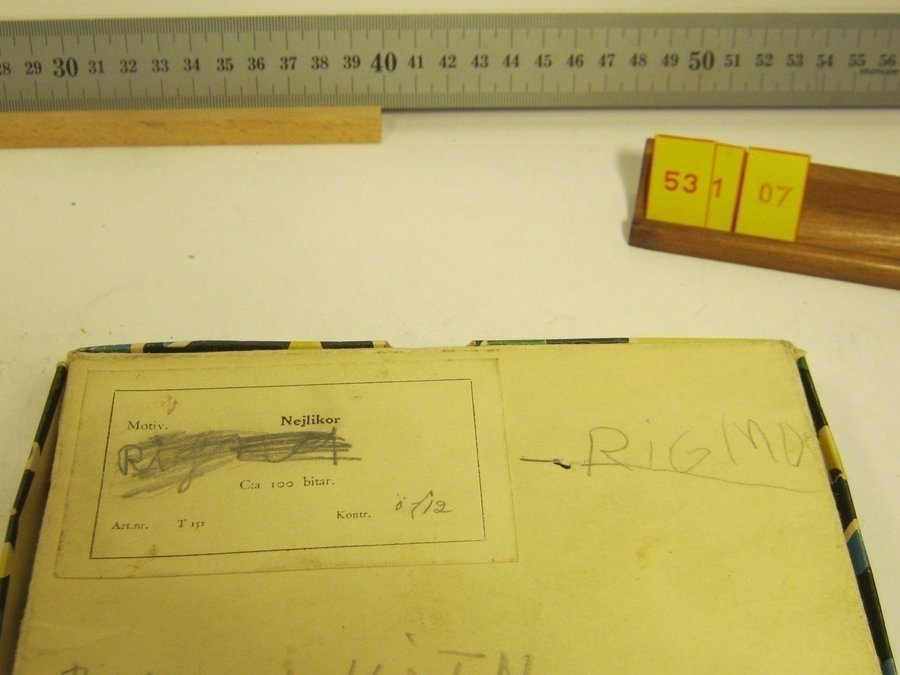 28 29 30 31 32 33 34 35 36 37 38 39 40 41 42 43 44 45 46 47 48 49 50 51 52 53 54 55 56
53 1 07
Motiv. Nejlikor
C:a 100 bitar.
Art.nr. T 151 Kontr. ö/12
RiGMOR